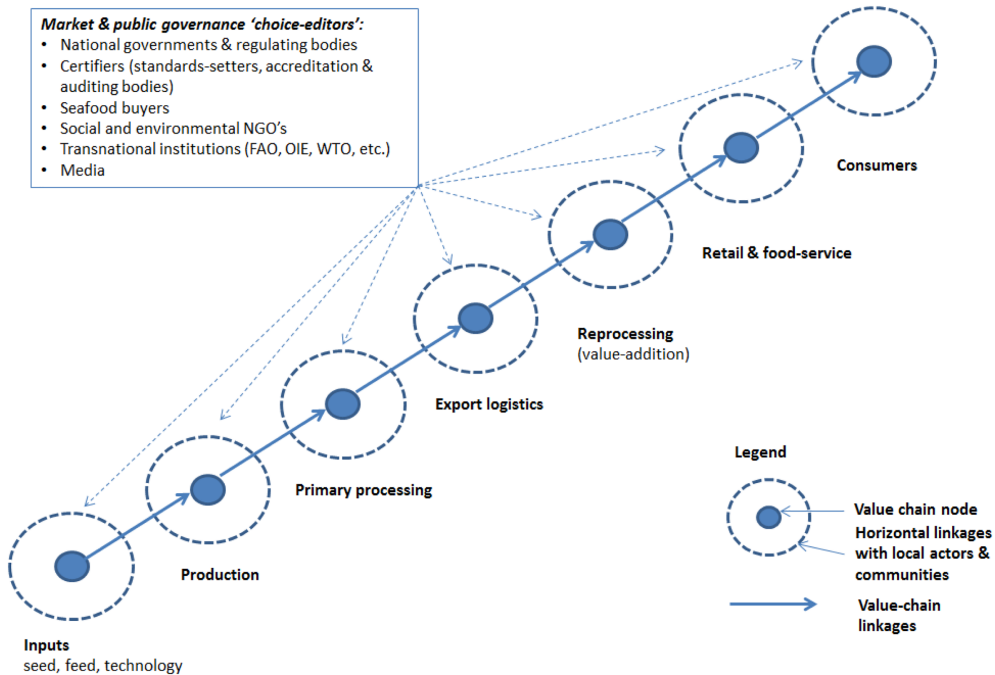 Market & public governance ‘choice-editors’:
• National governments & regulating bodies
• Certifiers (standards-setters, accreditation &
auditing bodies)
• Seafood buyers
• Social and environmental NGO’s
• Transnational institutions (FAO, OIE, WTO, etc.)
• Media
Consumers
Retail & food-service
Reprocessing
(value-addition)
Export logistics
Primary processing
Production
Inputs
seed, feed, technology
Legend
Value chain node
Horizontal linkages
with local actors &
communities
Value-chain
linkages